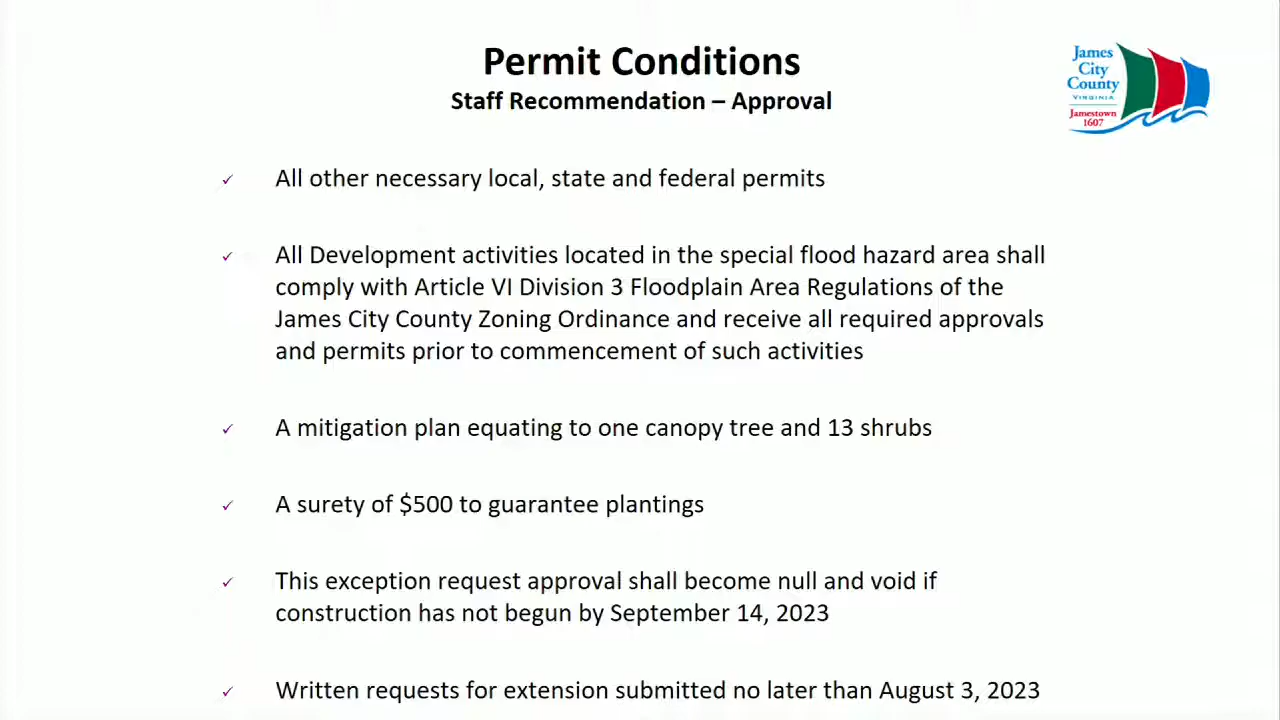 Permit Conditions
Staff Recommendation – Approval
James
City
County
VIRGINIA
Jamestown
1607
✓ All other necessary local, state and federal permits
✓ All Development activities located in the special flood hazard area shall
comply with Article VI Division 3 Floodplain Area Regulations of the
James City County Zoning Ordinance and receive all required approvals
and permits prior to commencement of such activities
✓ A mitigation plan equating to one canopy tree and 13 shrubs
✓ A surety of $500 to guarantee plantings
✓ This exception request approval shall become null and void if
construction has not begun by September 14, 2023
✓ Written requests for extension submitted no later than August 3, 2023